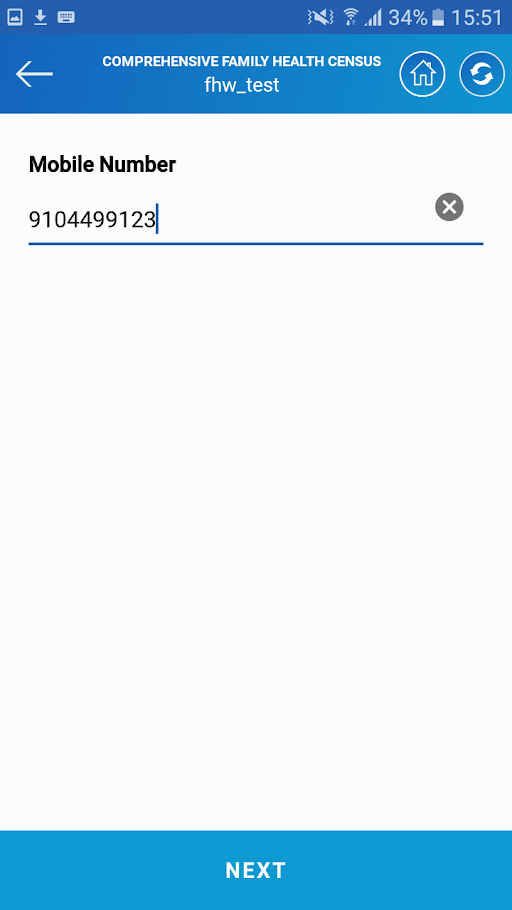 34% 15:51
COMPREHENSIVE FAMILY HEALTH CENSUS
fhw_test
Mobile Number
9104499123
NEXT